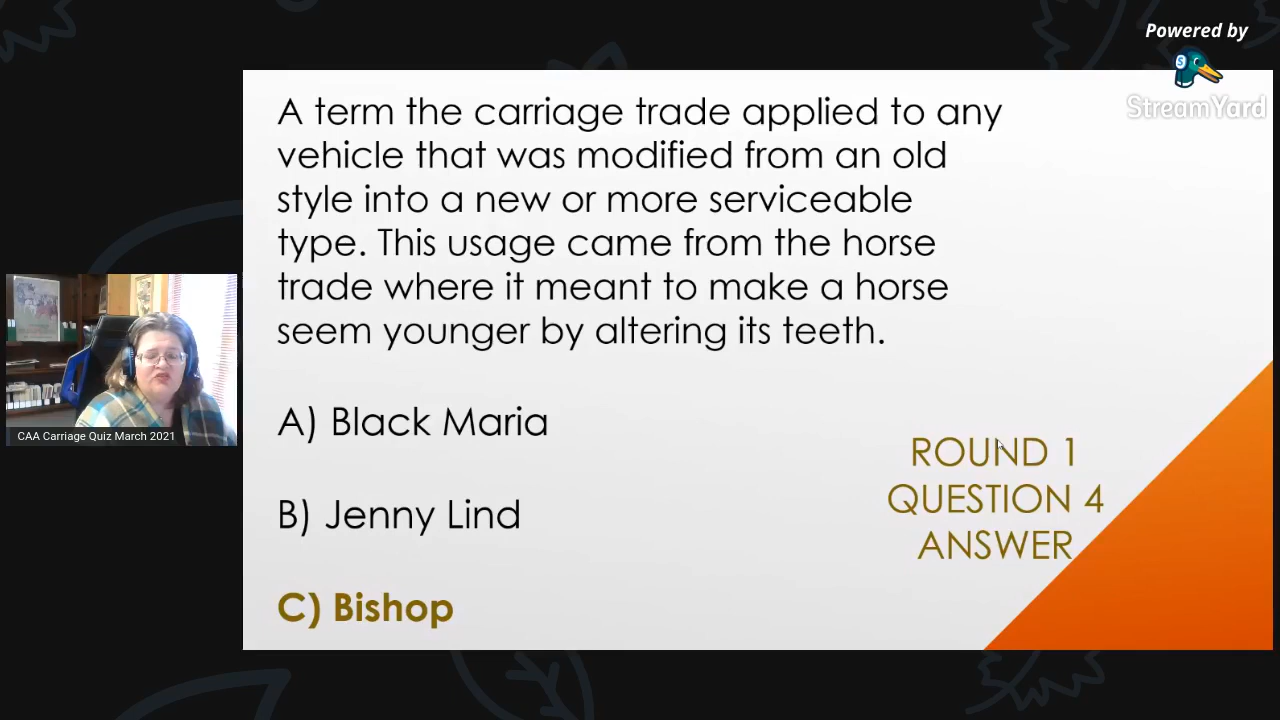 Powered by
StreamYard
A term the carriage trade applied to any
vehicle that was modified from an old
style into a new or more serviceable
type. This usage came from the horse
trade where it meant to make a horse
seem younger by altering its teeth.
A) Black Maria
B) Jenny Lind
C) Bishop
ROUND 1
QUESTION 4
ANSWER
CAA Carriage Quiz March 2021